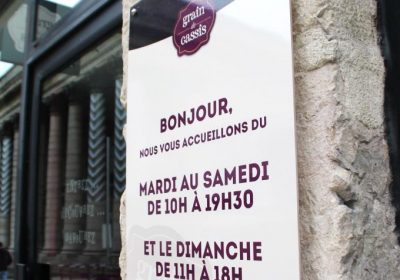 grain
de
cassis
BONJOUR,
NOUS VOUS ACCUEILLONS DU
MARDI AU SAMEDI
DE 10H À 19H30
ET LE DIMANCHE
DE 11H À 18H